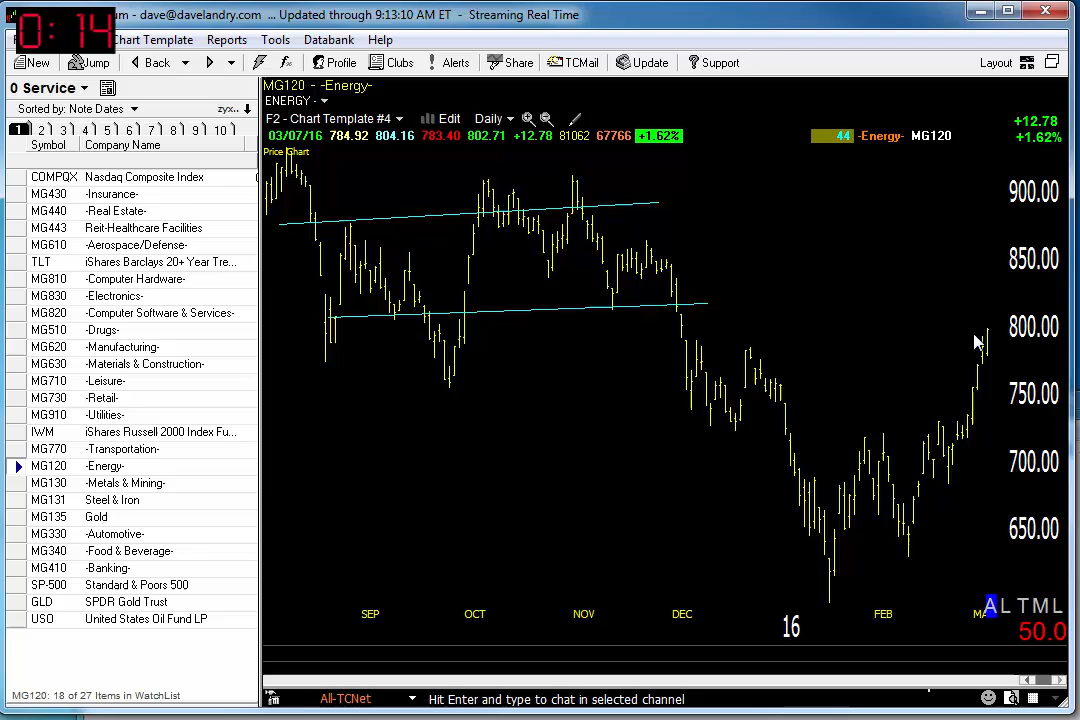 um - dave@davelandry.com ... Updated through 9:13:10 AM ET - Streaming Real Time
0:14
Chart Template Reports Tools Databank Help
New Jump Back Profile Clubs Alerts Share TCMail Update Support Layout
0 Service
Sorted by: Note Dates zyx..
1 2 3 4 5 6 7 8 9 10
Symbol Company Name
COMPQX Nasdaq Composite Index
MG430 -Insurance-
MG440 -Real Estate-
MG443 Reit-Healthcare Facilities
MG610 -Aerospace/Defense-
TLT iShares Barclays 20+ Year Tre...
MG810 -Computer Hardware-
MG830 -Electronics-
MG820 -Computer Software & Services-
MG510 -Drugs-
MG620 -Manufacturing-
MG630 -Materials & Construction-
MG710 -Leisure-
MG730 -Retail-
MG910 -Utilities-
IWM iShares Russell 2000 Index Fu...
MG770 -Transportation-
MG120 -Energy-
MG130 -Metals & Mining-
MG131 Steel & Iron
MG135 Gold
MG330 -Automotive-
MG340 -Food & Beverage-
MG410 -Banking-
SP-500 Standard & Poors 500
GLD SPDR Gold Trust
USO United States Oil Fund LP
MG120: 18 of 27 Items in WatchList
MG120 - -Energy-
ENERGY -
F2 - Chart Template #4 Edit Daily
+12.78
03/07/16 784.92 804.16 783.40 802.71 +12.78 81062 67766 +1.62% 44 -Energy- MG120
+1.62%
Price Chart
900.00
850.00
800.00
750.00
700.00
650.00
SEP OCT NOV DEC 16 FEB
A L T M L
50.0
All-TCNet Hit Enter and type to chat in selected channel